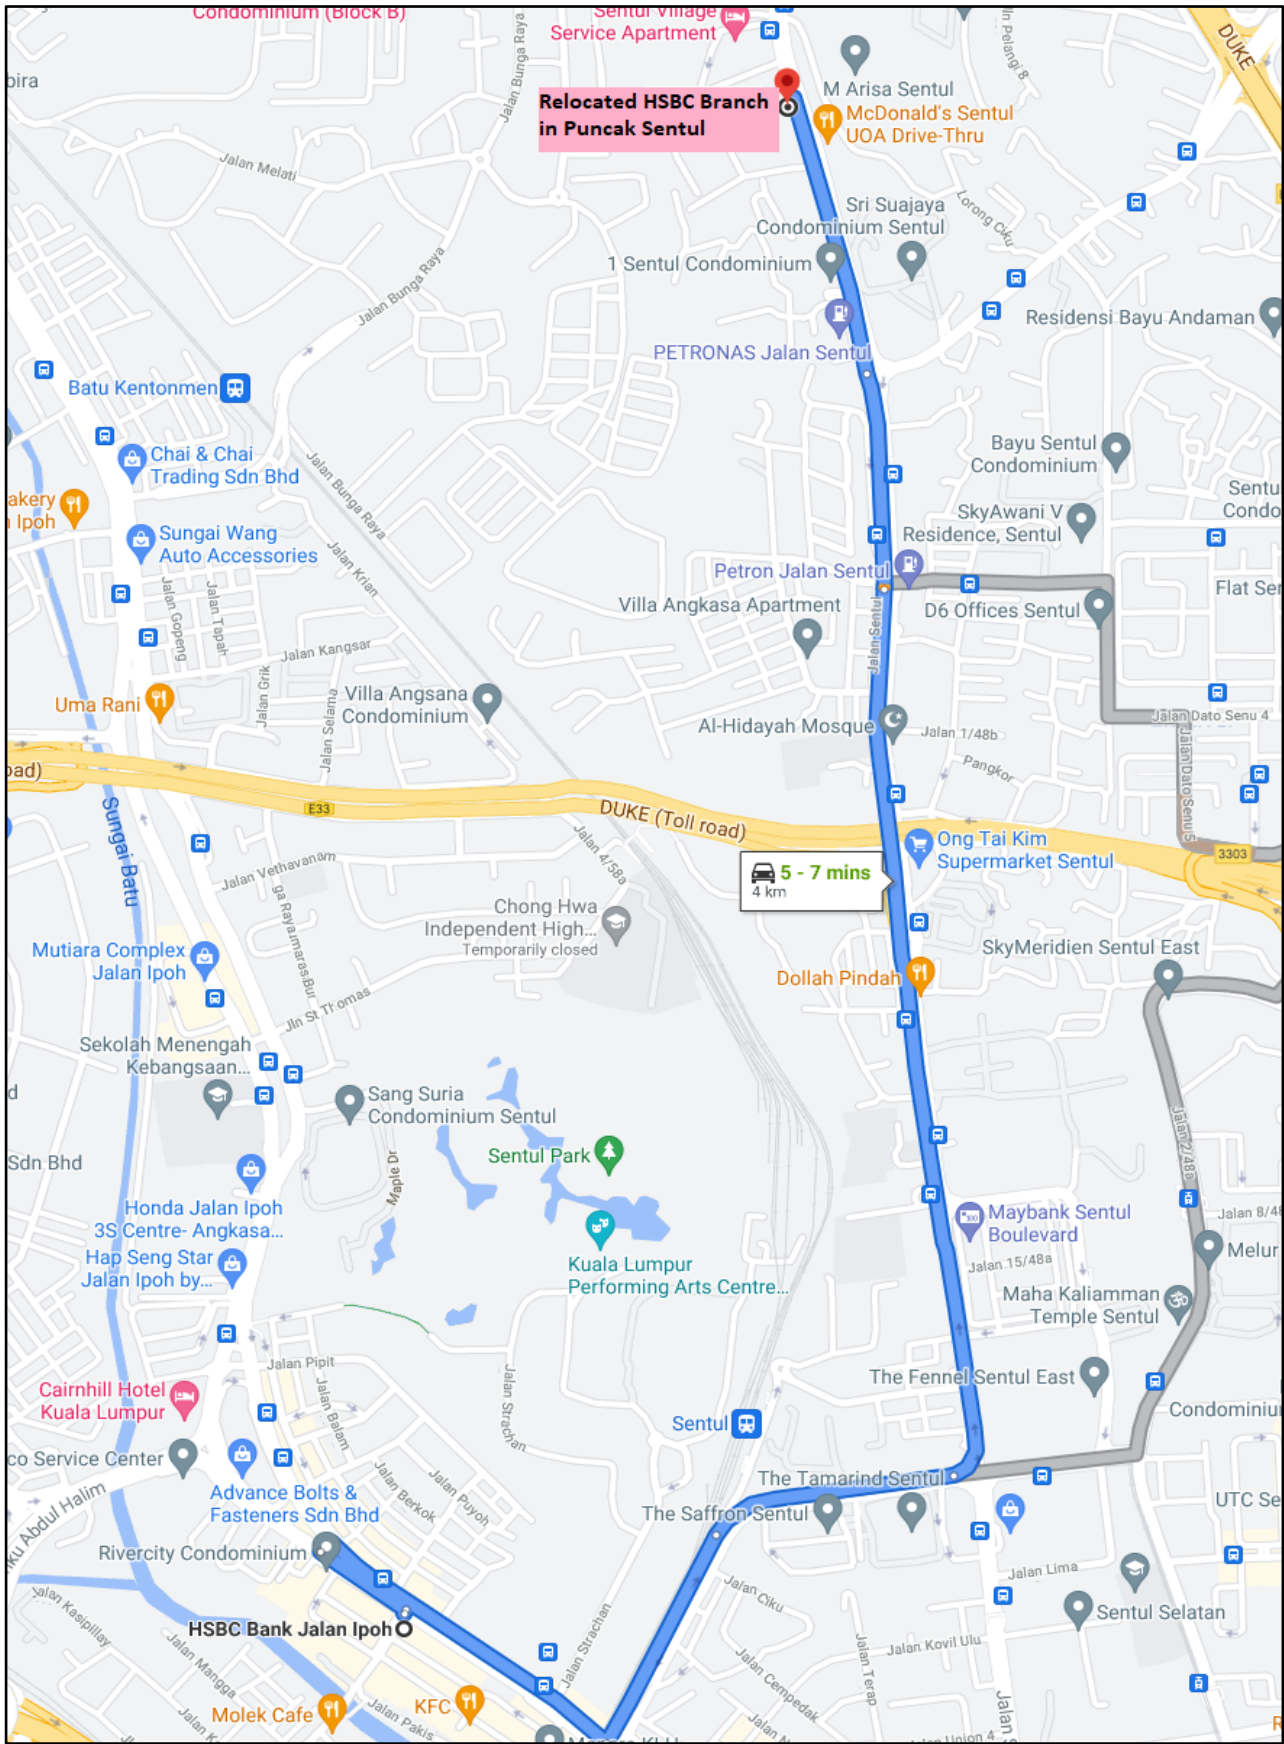 Condominium (Block B)
Sentul Village
Service Apartment
Jalan Bunga Raya
ln Pelangi 8
DUKE
bira
M Arisa Sentul
Relocated HSBC Branch
in Puncak Sentul
McDonald's Sentul
UOA Drive-Thru
Jalan Melati
Lorong Ciku
Sri Suajaya
Condominium Sentul
1 Sentul Condominium
Jalan Bunga Raya
Residensi Bayu Andaman
PETRONAS Jalan Sentul
Batu Kentonmen
Chai & Chai
Trading Sdn Bhd
Bayu Sentul
Condominium
akery
Ipoh
Jalan Bunga Raya
Sentu
Condo
SkyAwani V
Residence, Sentul
Sungai Wang
Auto Accessories
Jalan Krian
Petron Jalan Sentul
Flat Ser
Jalan Gopeng
Jalan Tapah
Villa Angkasa Apartment
D6 Offices Sentul
Jalan Sentul
Jalan Kangsar
Jalan Grik
Jalan Selama
Villa Angsana
Condominium
Uma Rani
Al-Hidayah Mosque
Jalan 1/48b
Jalan Dato Senu 4
Jalan Dato Senu 5
Pangkor
oad)
E33
DUKE (Toll road)
Sungai Batu
Jalan 4/58a
Ong Tai Kim
Supermarket Sentul
3303
5 - 7 mins
4 km
Jalan Vethavanam
Chong Hwa
Independent High...
Temporarily closed
Mutiara Complex
Jalan Ipoh
SkyMeridien Sentul East
Dollah Pindah
Jln St Thomas
Sekolah Menengah
Kebangsaan...
d
Sang Suria
Condominium Sentul
Jalan 2/48a
Sentul Park
Sdn Bhd
Maple Dr
Honda Jalan Ipoh
3S Centre- Angkasa...
Maybank Sentul
Boulevard
Jalan 8/48
Hap Seng Star
Jalan Ipoh by...
Kuala Lumpur
Performing Arts Centre...
Jalan 15/48a
Melur
Maha Kaliamman
Temple Sentul
Jalan Pipit
Jalan Balam
Jalan Strachan
The Fennel Sentul East
Cairnhill Hotel
Kuala Lumpur
Sentul
Condominiu
co Service Center
The Tamarind Sentul
Jalan Berkok
Jalan Puyoh
Advance Bolts &
Fasteners Sdn Bhd
The Saffron Sentul
UTC Se
ku Abdul Halim
Rivercity Condominium
Jalan Lima
Jalan Kasipillay
Jalan Ciku
Sentul Selatan
HSBC Bank Jalan Ipoh
Jalan Strachan
Jalan Kovil Ulu
Jalan Mangga
Jalan Cempedak
Jalan Terap
Molek Cafe
KFC
Jalan Pakis
Jalan